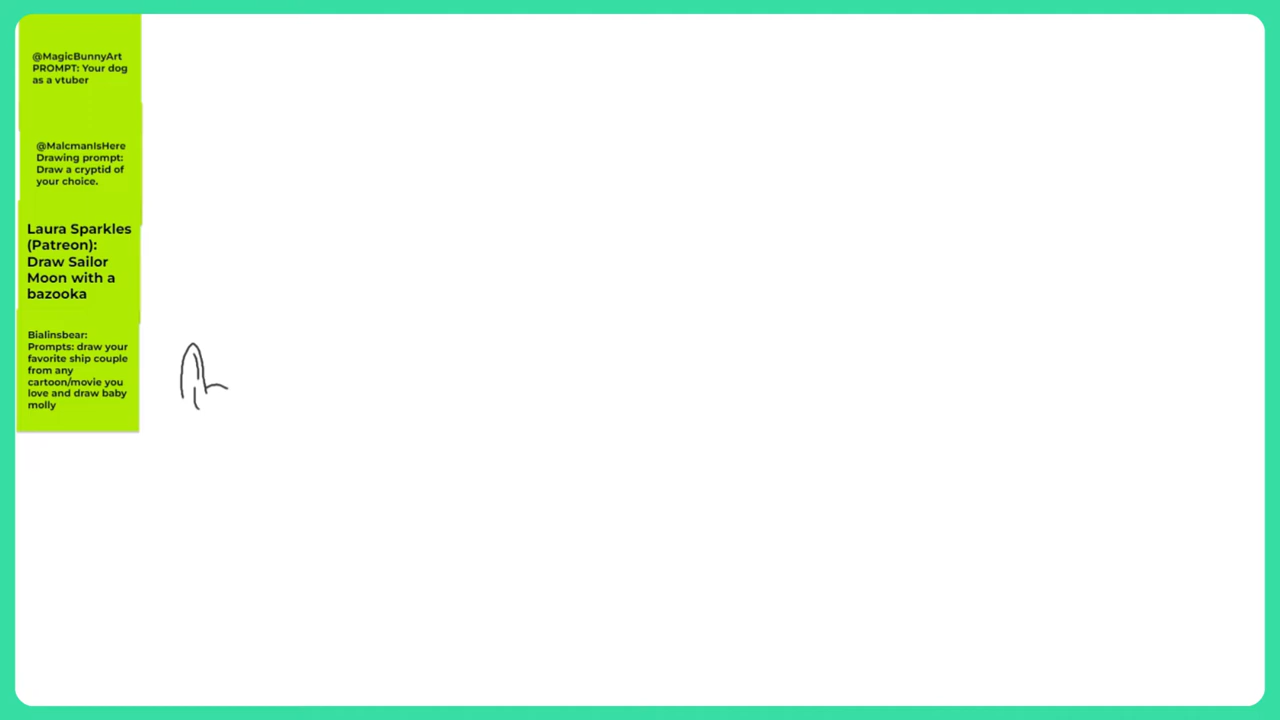 @MagicBunnyArt
PROMPT: Your dog
as a vtuber
@MalcmanIsHere
Drawing prompt:
Draw a cryptid of
your choice.
Laura Sparkles
(Patreon):
Draw Sailor
Moon with a
bazooka
Bialinsbear:
Prompts: draw your
favorite ship couple
from any
cartoon/movie you
love and draw baby
molly